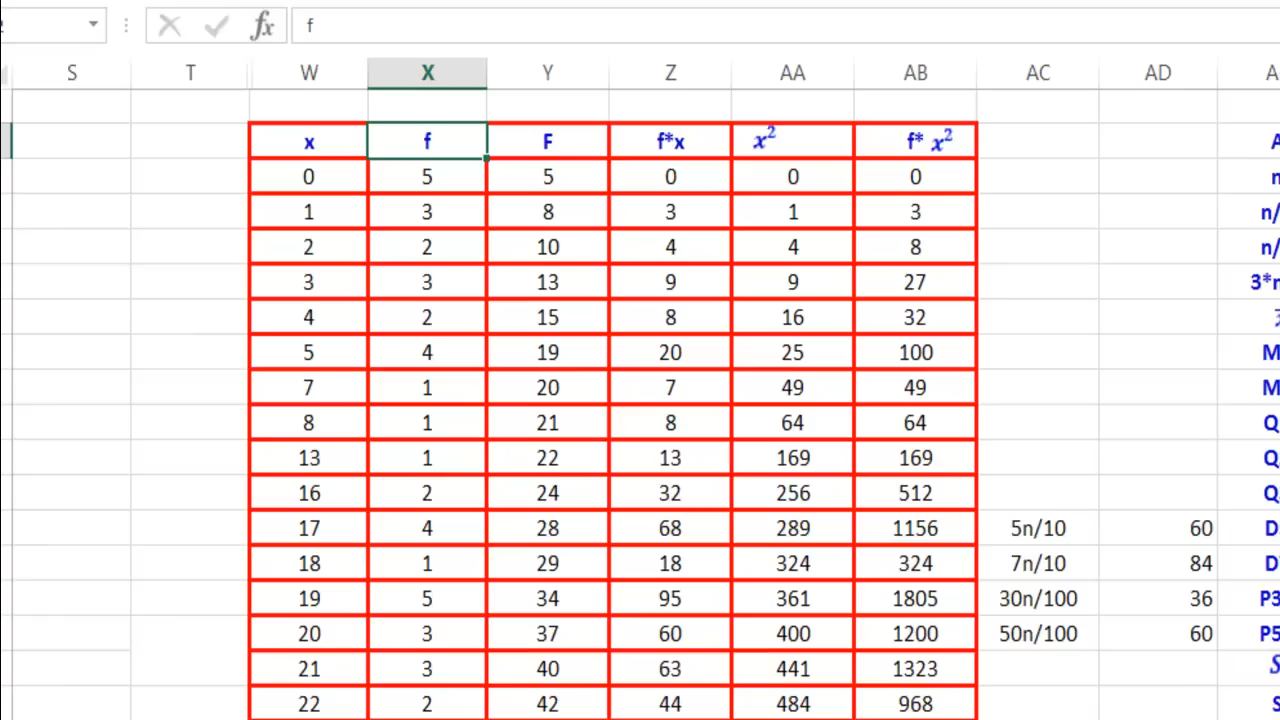 f
S T W X Y Z AA AB AC AD
x f F f*x x² f* x²
0 5 5 0 0 0
1 3 8 3 1 3
2 2 10 4 4 8
3 3 13 9 9 27 3*n
4 2 15 8 16 32
5 4 19 20 25 100
7 1 20 7 49 49
8 1 21 8 64 64
13 1 22 13 169 169
16 2 24 32 256 512
17 4 28 68 289 1156 5n/10 60
18 1 29 18 324 324 7n/10 84
19 5 34 95 361 1805 30n/100 36
20 3 37 60 400 1200 50n/100 60
21 3 40 63 441 1323
22 2 42 44 484 968